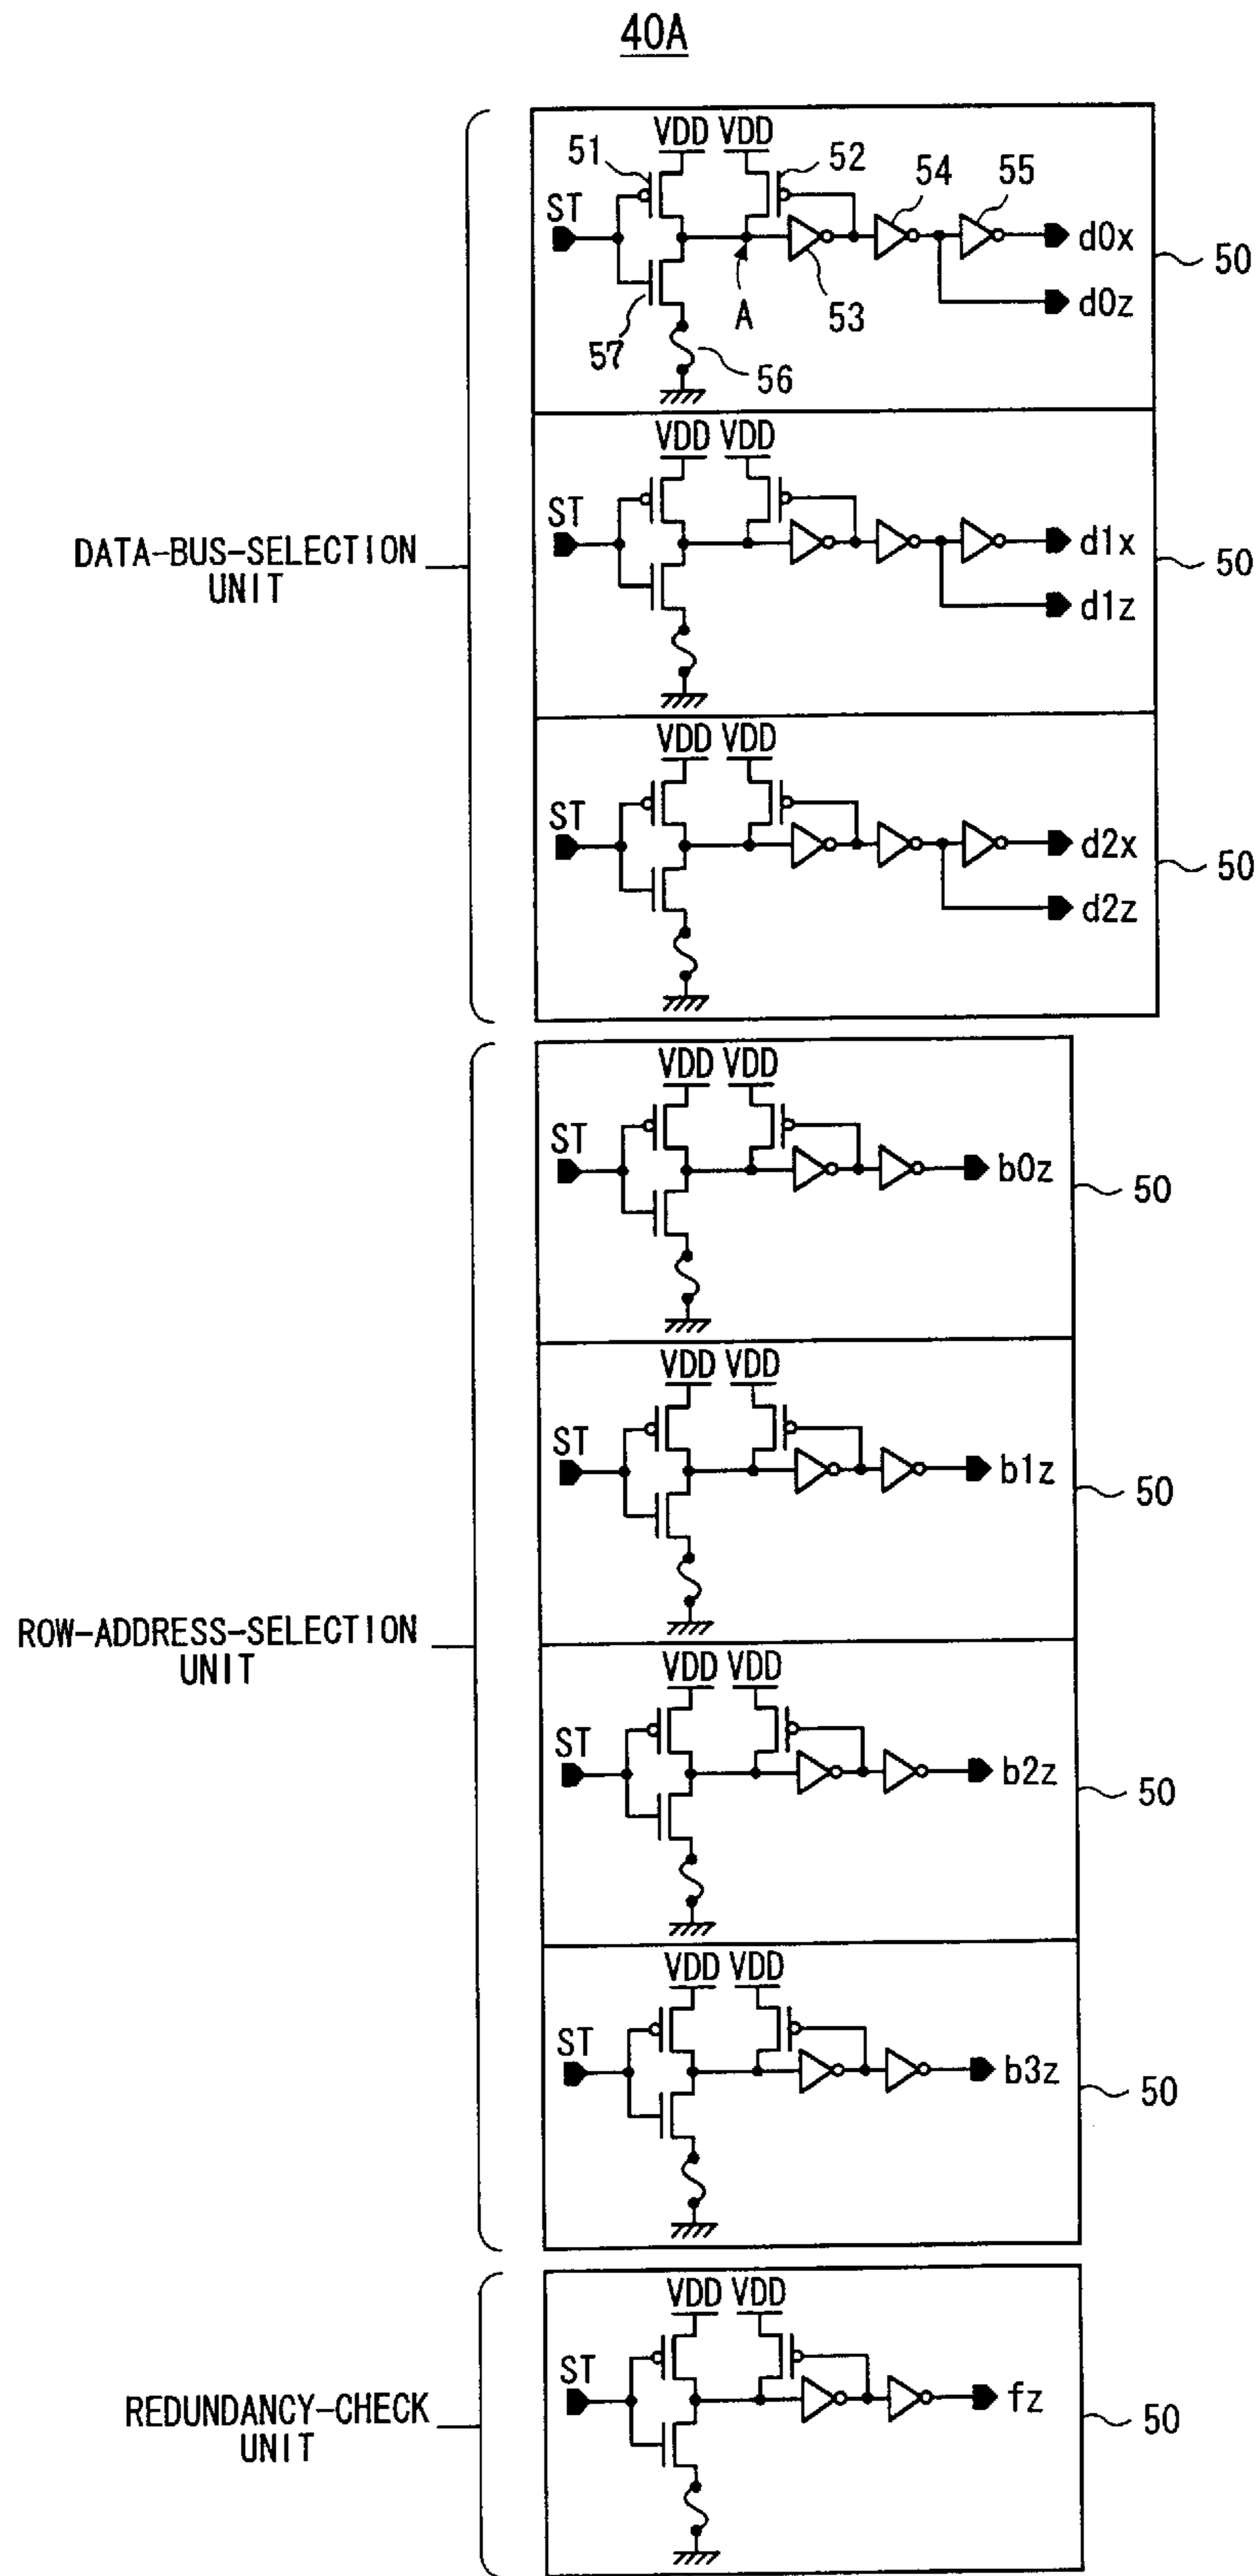 40A
VDD VDD
51
52
54
55
ST
d0x
50
d0z
A
53
57
56
VDD VDD
ST
d1x
50
d1z
DATA-BUS-SELECTION
UNIT
VDD VDD
ST
d2x
50
d2z
VDD VDD
ST
b0z
50
VDD VDD
ST
b1z
50
ROW-ADDRESS-SELECTION
UNIT
VDD VDD
ST
b2z
50
VDD VDD
ST
b3z
50
VDD VDD
ST
fz
50
REDUNDANCY-CHECK
UNIT